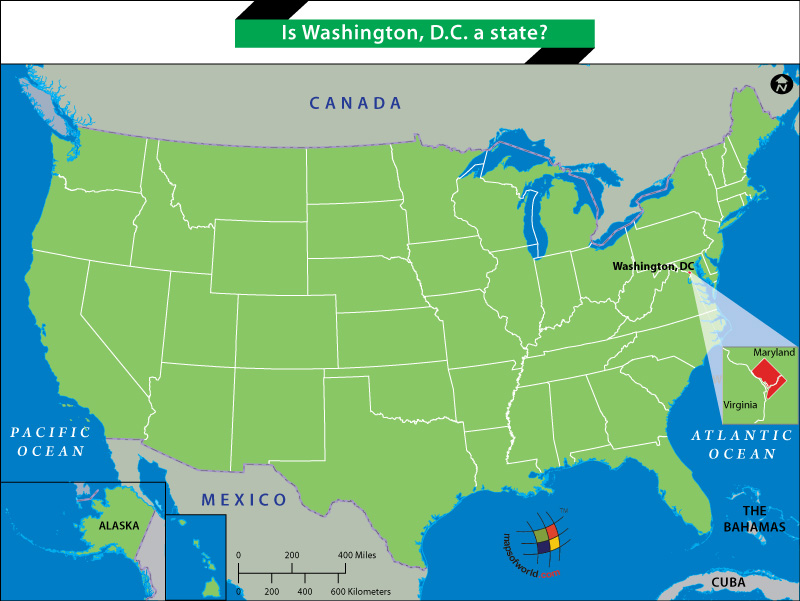 Is Washington, D.C. a state?
CANADA
N
Washington, DC
Maryland
Virginia
PACIFIC
OCEAN
ATLANTIC
OCEAN
MEXICO
ALASKA
THE
BAHAMAS
CUBA
0 200 400 Miles
0 200 400 600 Kilometers
mapsofworld